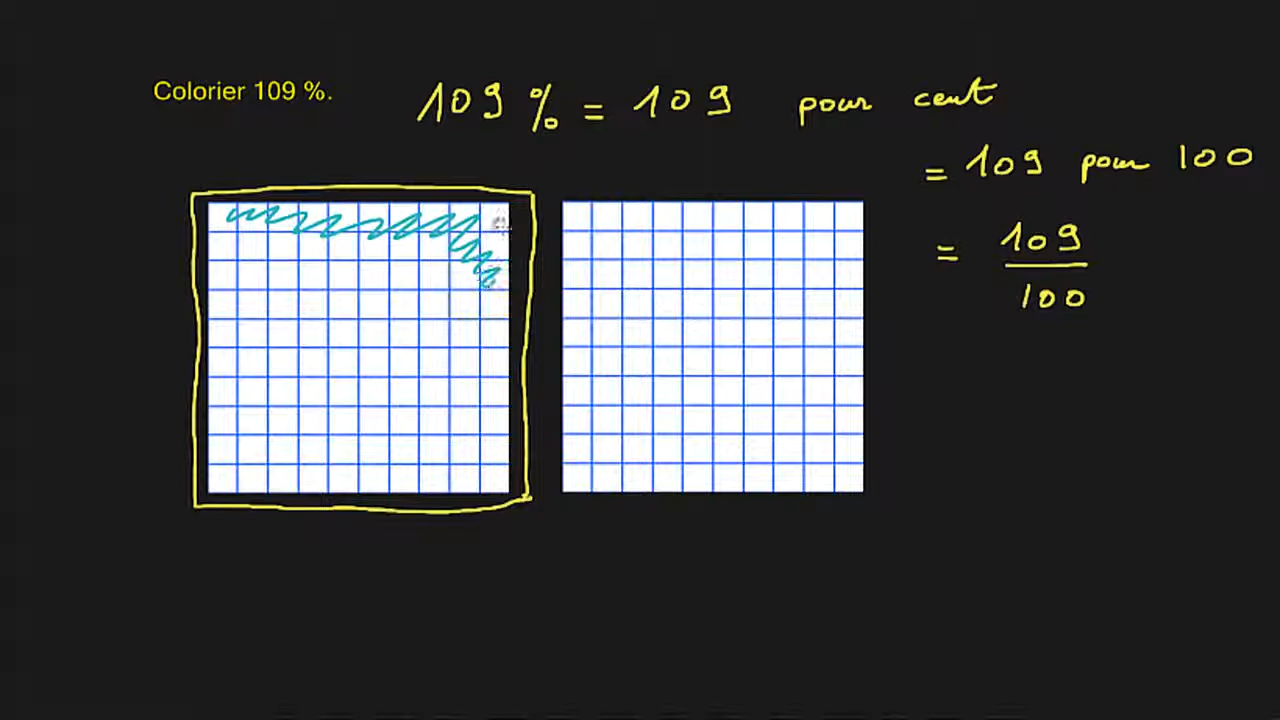 Colorier 109 %.
109 % = 109 pour cent
= 109 pour 100
= 109
100